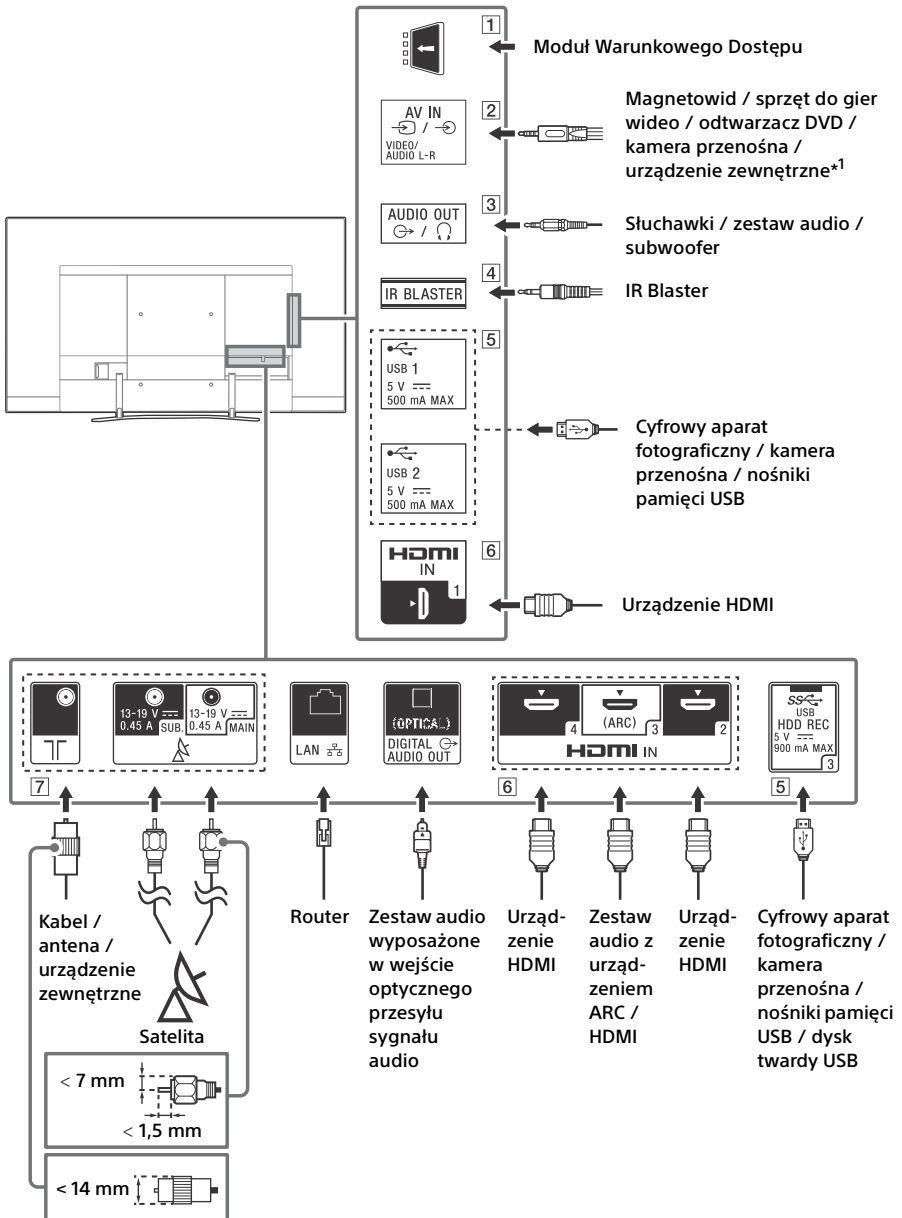 1
Moduł Warunkowego Dostępu
AV IN
/
VIDEO/
AUDIO L-R
2
Magnetowid / sprzęt do gier
wideo / odtwarzacz DVD /
kamera przenośna /
urządzenie zewnętrzne*1
AUDIO OUT
/
3
Słuchawki / zestaw audio /
subwoofer
4
IR BLASTER
IR Blaster
5
USB 1
5 V
500 mA MAX
USB 2
5 V
500 mA MAX
Cyfrowy aparat
fotograficzny / kamera
przenośna / nośniki
pamięci USB
6
HDMI
IN
1
Urządzenie HDMI
13-19 V
0.45 A
SUB.
13-19 V
0.45 A
MAIN
LAN
(OPTICAL)
DIGITAL
AUDIO OUT
4
(ARC)
3
2
HDMI IN
SS
USB
HDD REC
5 V
900 mA MAX
3
7
6
5
Kabel /
antena /
urządzenie
zewnętrzne
Satelita
Router
Zestaw audio
wyposażone
w wejście
optycznego
przesyłu
sygnału
audio
Urząd-
zenie
HDMI
Zestaw
audio z
urząd-
zeniem
ARC /
HDMI
Urząd-
zenie
HDMI
Cyfrowy aparat
fotograficzny /
kamera
przenośna /
nośniki pamięci
USB / dysk
twardy USB
< 7 mm
< 1,5 mm
< 14 mm